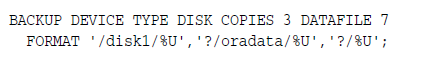 BACKUP DEVICE TYPE DISK COPIES 3 DATAFILE 7
FORMAT '/disk1/%U','?/oradata/%U','?/%U';